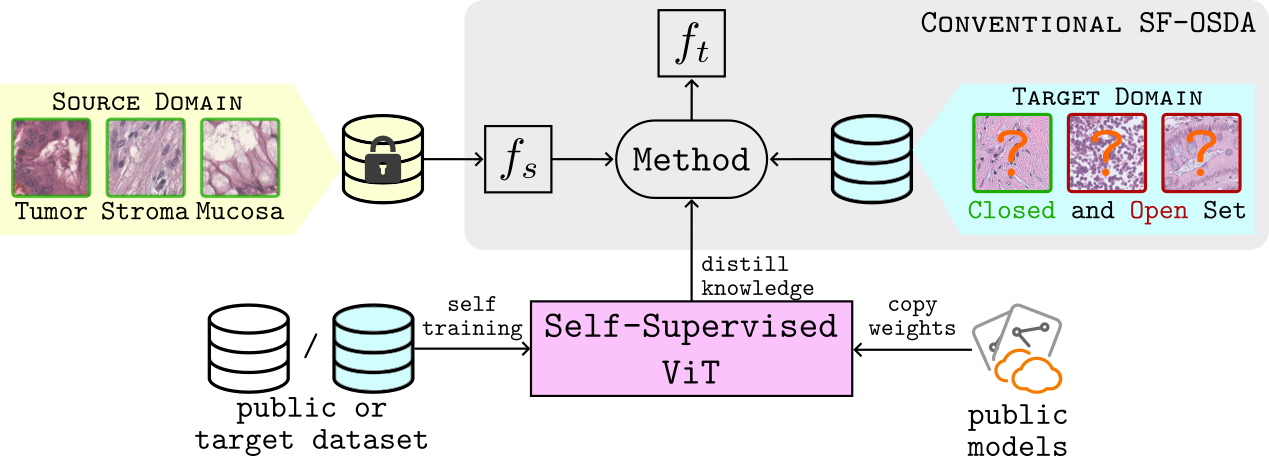 CONVENTIONAL SF-OSDA
f_t
SOURCE DOMAIN
Tumor Stroma Mucosa
f_s
Method
TARGET DOMAIN
? ? ?
Closed and Open Set
distill
knowledge
self
training
Self-Supervised
ViT
copy
weights
/
public or
target dataset
public
models